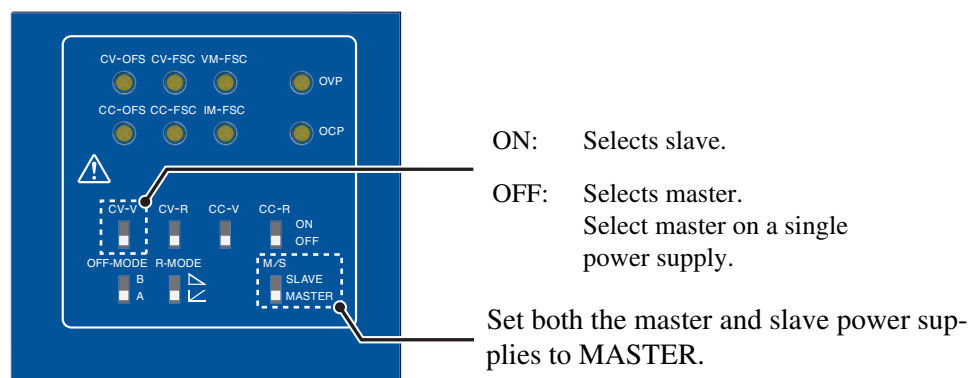 CV-OFS CV-FSC VM-FSC
OVP
CC-OFS CC-FSC IM-FSC
OCP
CV-V CV-R CC-V CC-R
ON
OFF
OFF-MODE R-MODE M/S
B SLAVE
A MASTER
ON: Selects slave.
OFF: Selects master.
Select master on a single
power supply.
Set both the master and slave power sup-
plies to MASTER.